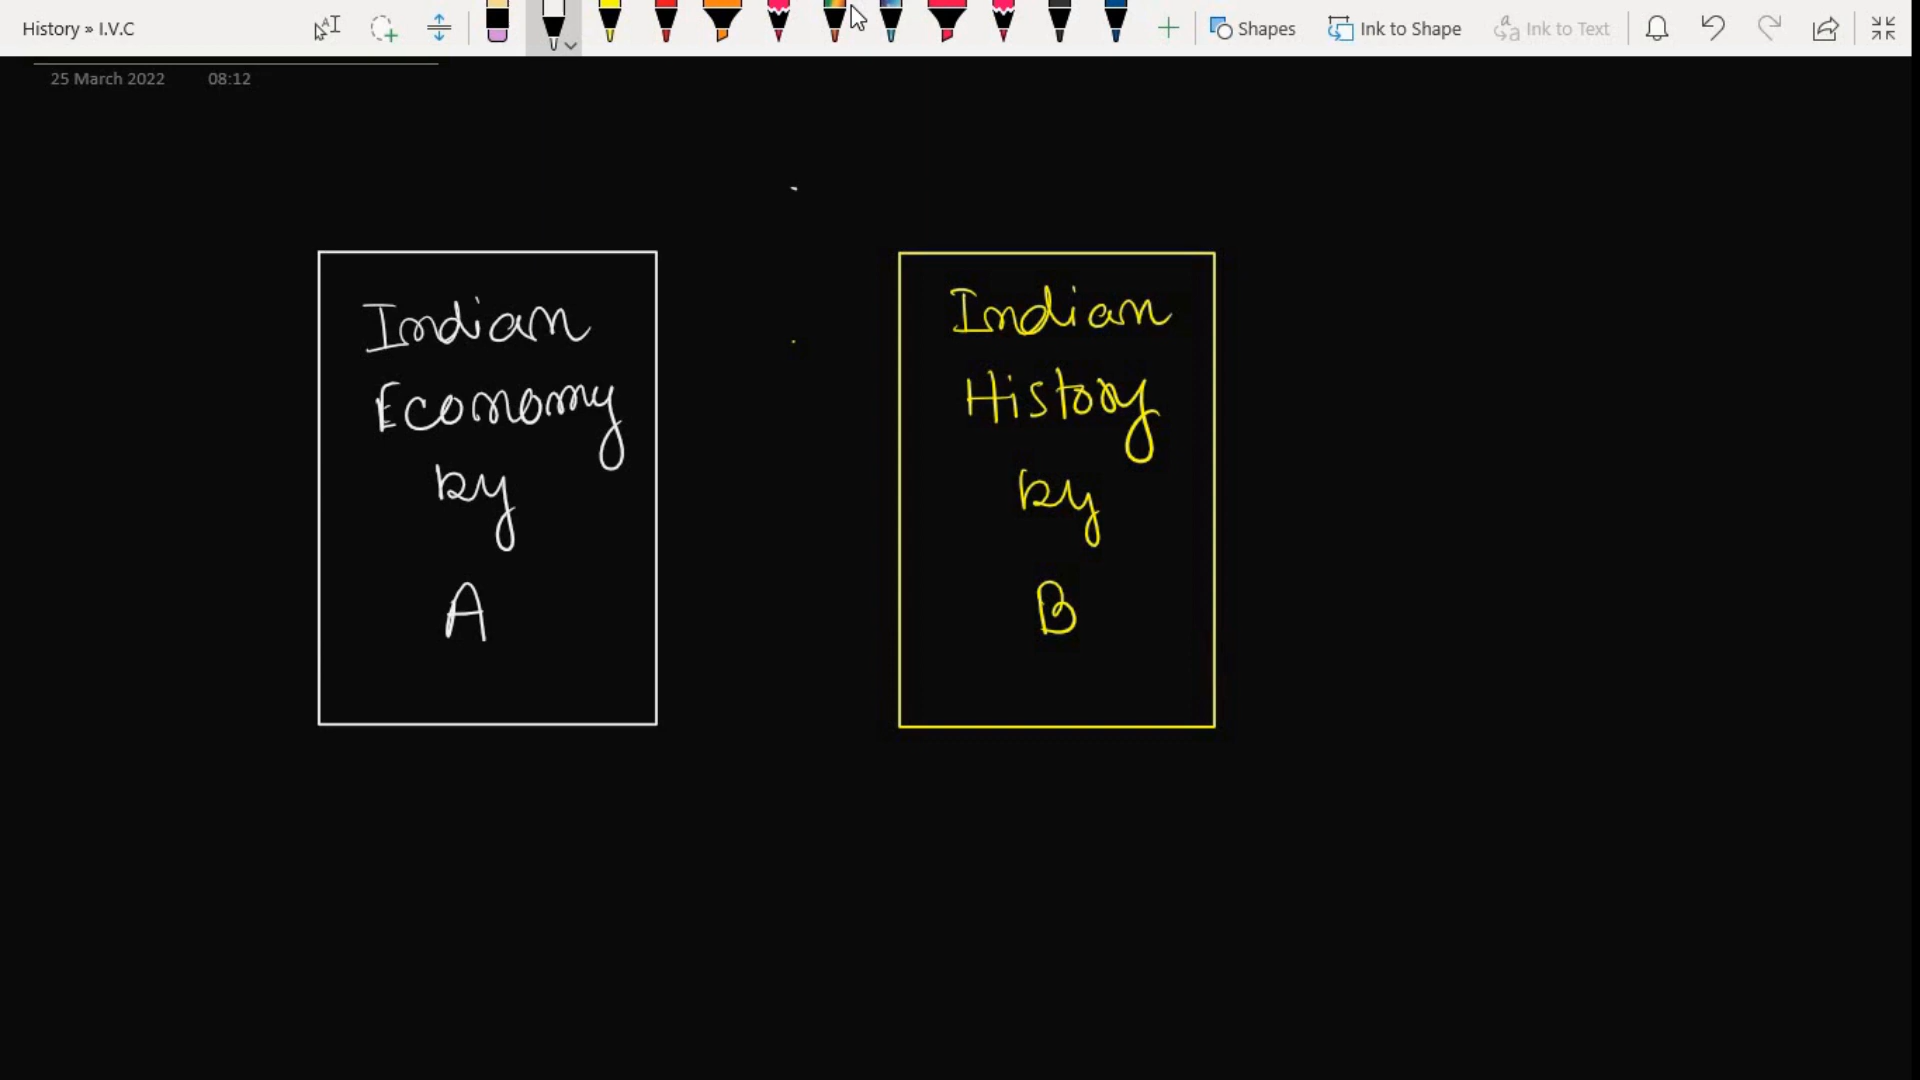 History » I.V.C
Shapes
Ink to Shape
Ink to Text
25 March 2022 08:12
Indian
Economy
by
A
Indian
History
by
B